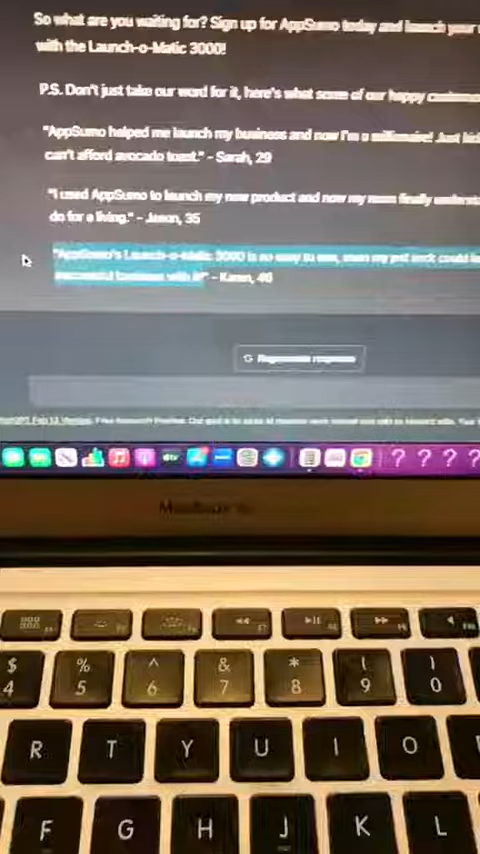 So what are you waiting for? Sign up for AppSumo today and launch your
with the Launch-o-Matic 3000!
P.S. Don't just take our word for it, here's what some of our happy
"AppSumo helped me launch my business and now I'm a millionaire! Just
can't afford avocado toast." - Sarah, 29
"I used AppSumo to launch my new product and now my mom finally
do for a living." - Jason, 35
"AppSumo's Launch-o-Matic 3000 is so easy to use, even my pet rock could
successful business with it!" - Karen, 40
Regenerate response
MacBook
F7
$ % ^ & * ( )
4 5 6 7 8 9 0
R T Y U I O
F G H J K L